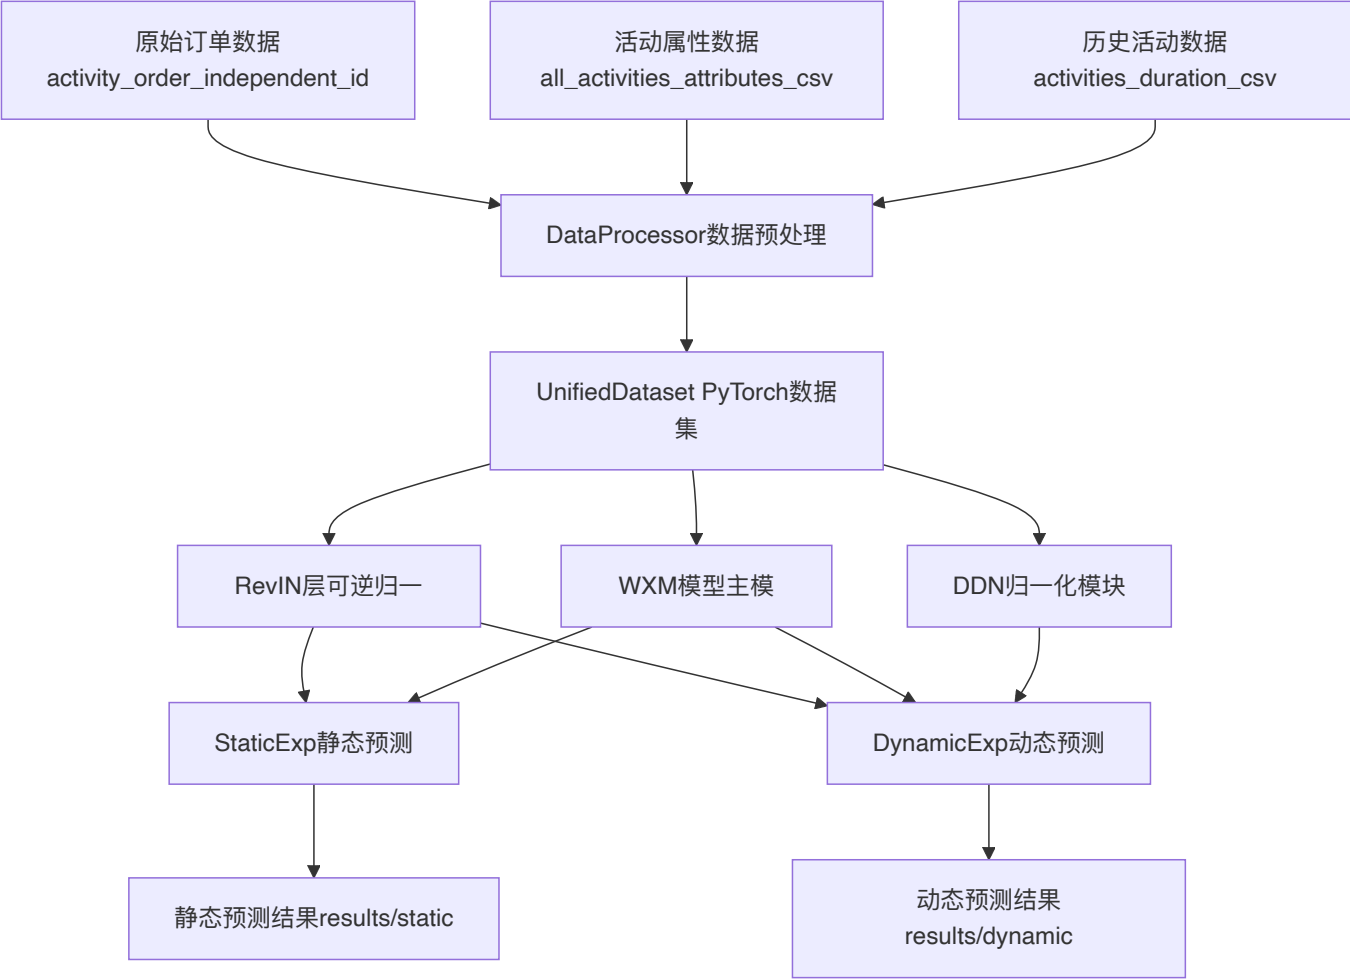 原始订单数据
activity_order_independent_id
活动属性数据
all_activities_attributes_csv
历史活动数据
activities_duration_csv
DataProcessor数据预处理
UnifiedDataset PyTorch数据
集
RevIN层可逆归一
WXM模型主模
DDN归一化模块
StaticExp静态预测
DynamicExp动态预测
静态预测结果results/static
动态预测结果
results/dynamic